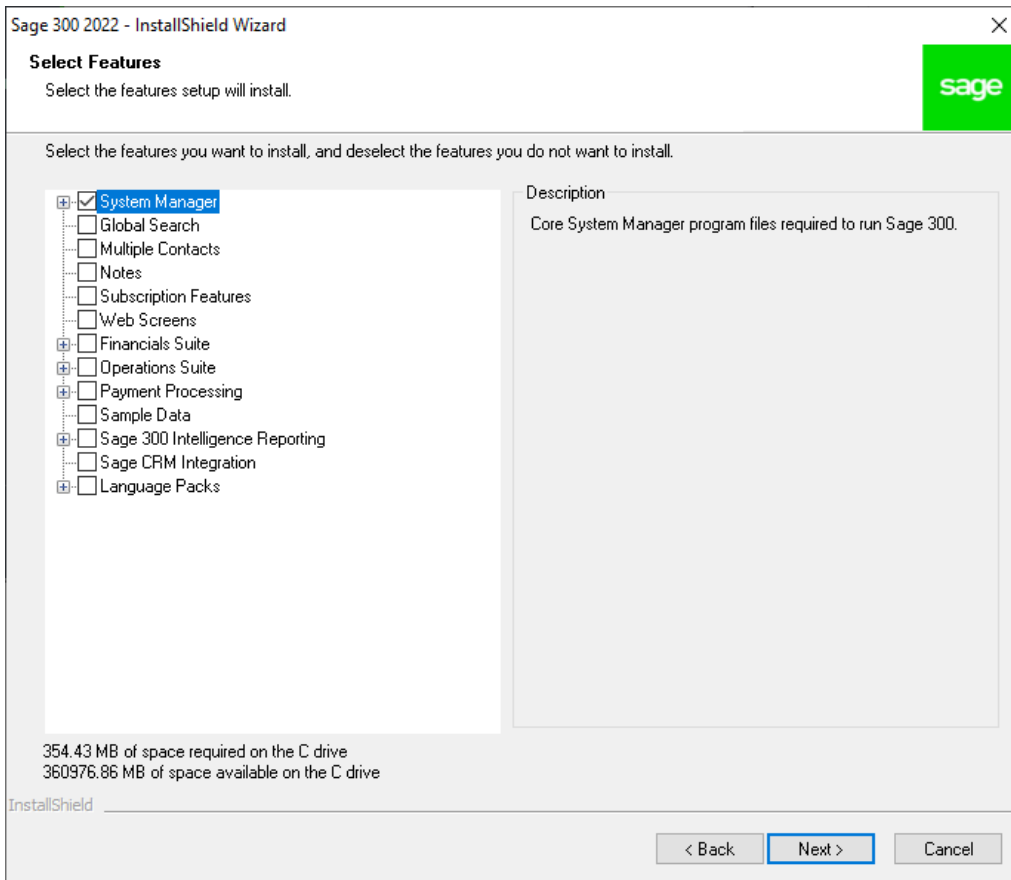 Sage 300 2022 - InstallShield Wizard
Select Features
Select the features setup will install.
sage
Select the features you want to install, and deselect the features you do not want to install.
System Manager
Global Search
Multiple Contacts
Notes
Subscription Features
Web Screens
Financials Suite
Operations Suite
Payment Processing
Sample Data
Sage 300 Intelligence Reporting
Sage CRM Integration
Language Packs
Description
Core System Manager program files required to run Sage 300.
354.43 MB of space required on the C drive
360976.86 MB of space available on the C drive
InstallShield
< Back
Next >
Cancel